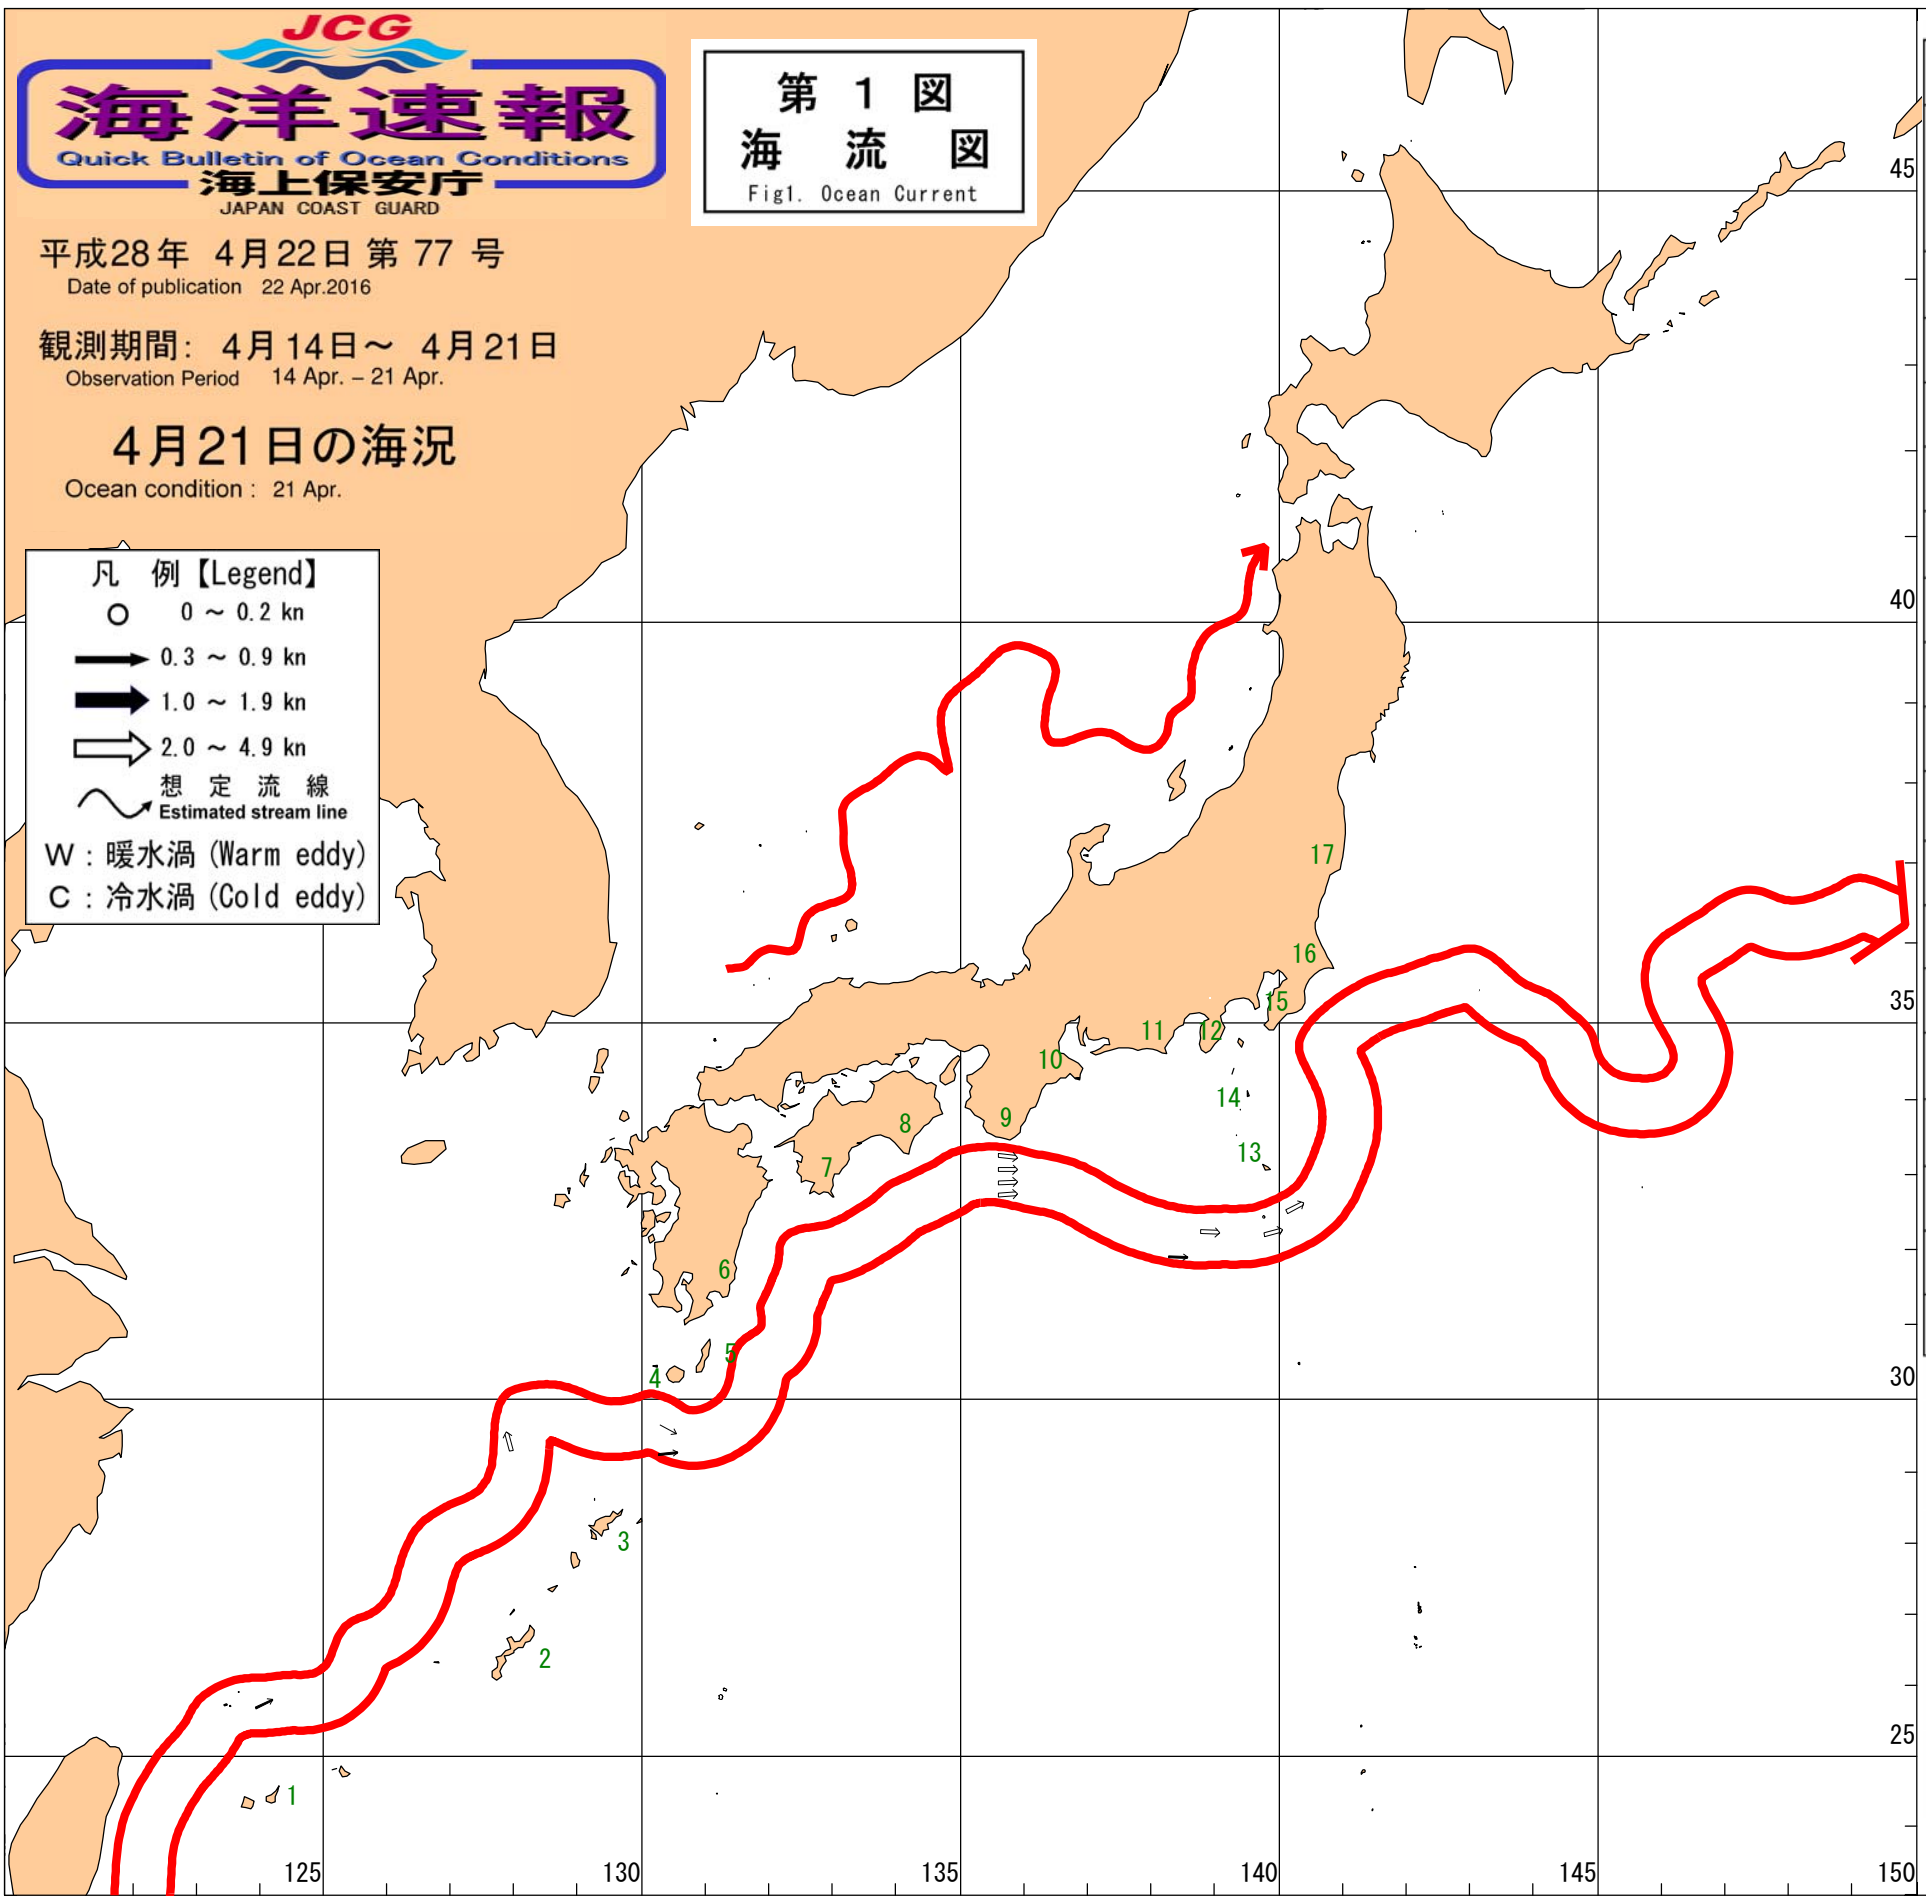 JCG
海洋速報
Quick Bulletin of Ocean Conditions
海上保安庁
JAPAN COAST GUARD
第 1 図
海 流 図
Fig1. Ocean Current
平成28年 4月22日 第 77 号
Date of publication 22 Apr.2016
観測期間: 4月14日～ 4月21日
Observation Period 14 Apr. – 21 Apr.
4月21日の海況
Ocean condition : 21 Apr.
凡 例【Legend】
0 ～ 0.2 kn
0.3 ～ 0.9 kn
1.0 ～ 1.9 kn
2.0 ～ 4.9 kn
想 定 流 線
Estimated stream line
W : 暖水渦 (Warm eddy)
C : 冷水渦 (Cold eddy)
45
40
35
30
25
17
16
15
12
11
10
14
13
9
8
7
6
5
4
3
2
1
125
130
135
140
145
150